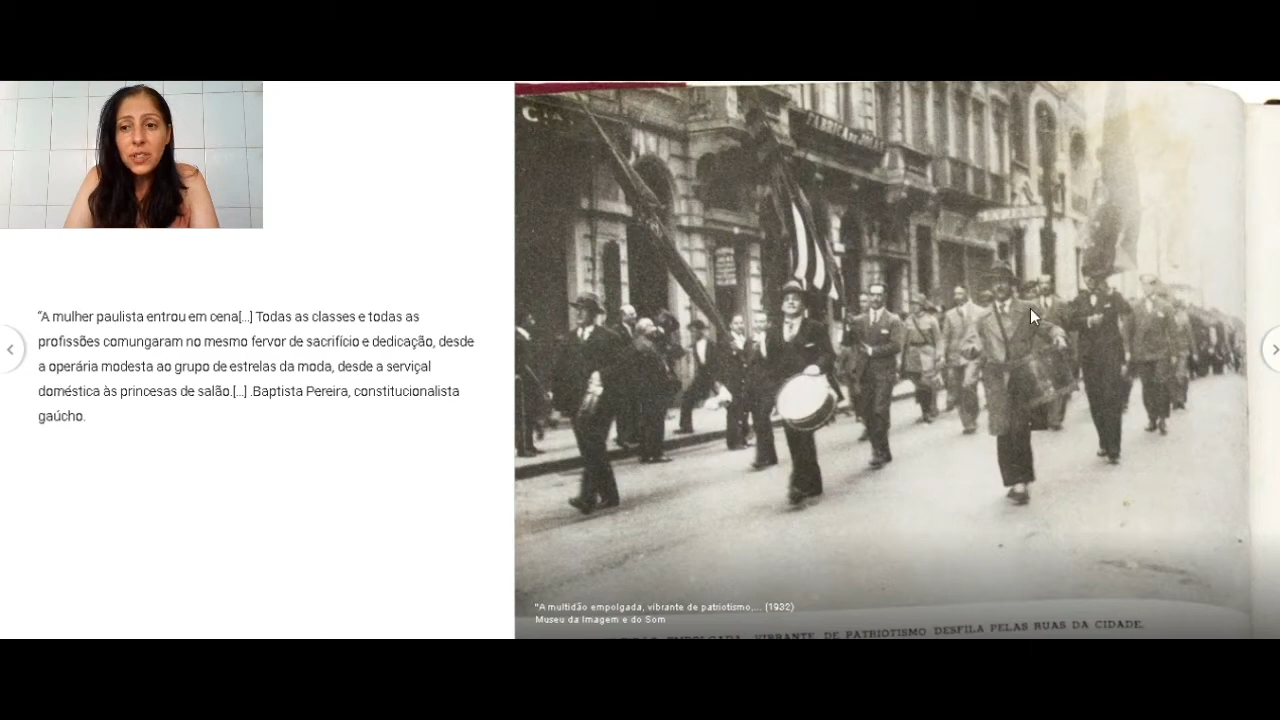 “A mulher paulista entrou em cena[...] Todas as classes e todas as
profissões comungaram no mesmo fervor de sacrifício e dedicação, desde
a operária modesta ao grupo de estrelas da moda, desde a serviçal
doméstica às princesas de salão.[...] .Baptista Pereira, constitucionalista
gaúcho.
"A multidão empolgada, vibrante de patriotismo,... (1932)
Museu da Imagem e do Som
EMPOLGADA, VIBRANTE DE PATRIOTISMO DESFILA PELAS RUAS DA CIDADE.